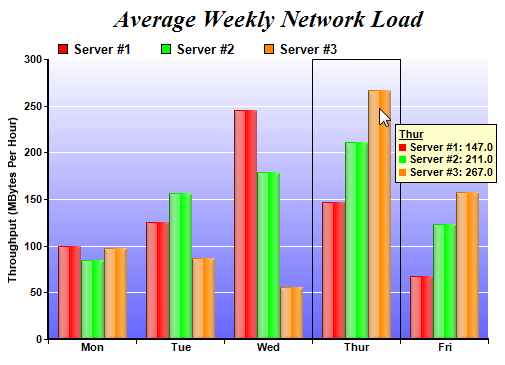 Average Weekly Network Load
Server #1 Server #2 Server #3
Throughput (MBytes Per Hour)
300
250
200
150
100
50
0
Thur
Server #1: 147.0
Server #2: 211.0
Server #3: 267.0
Mon Tue Wed Thur Fri